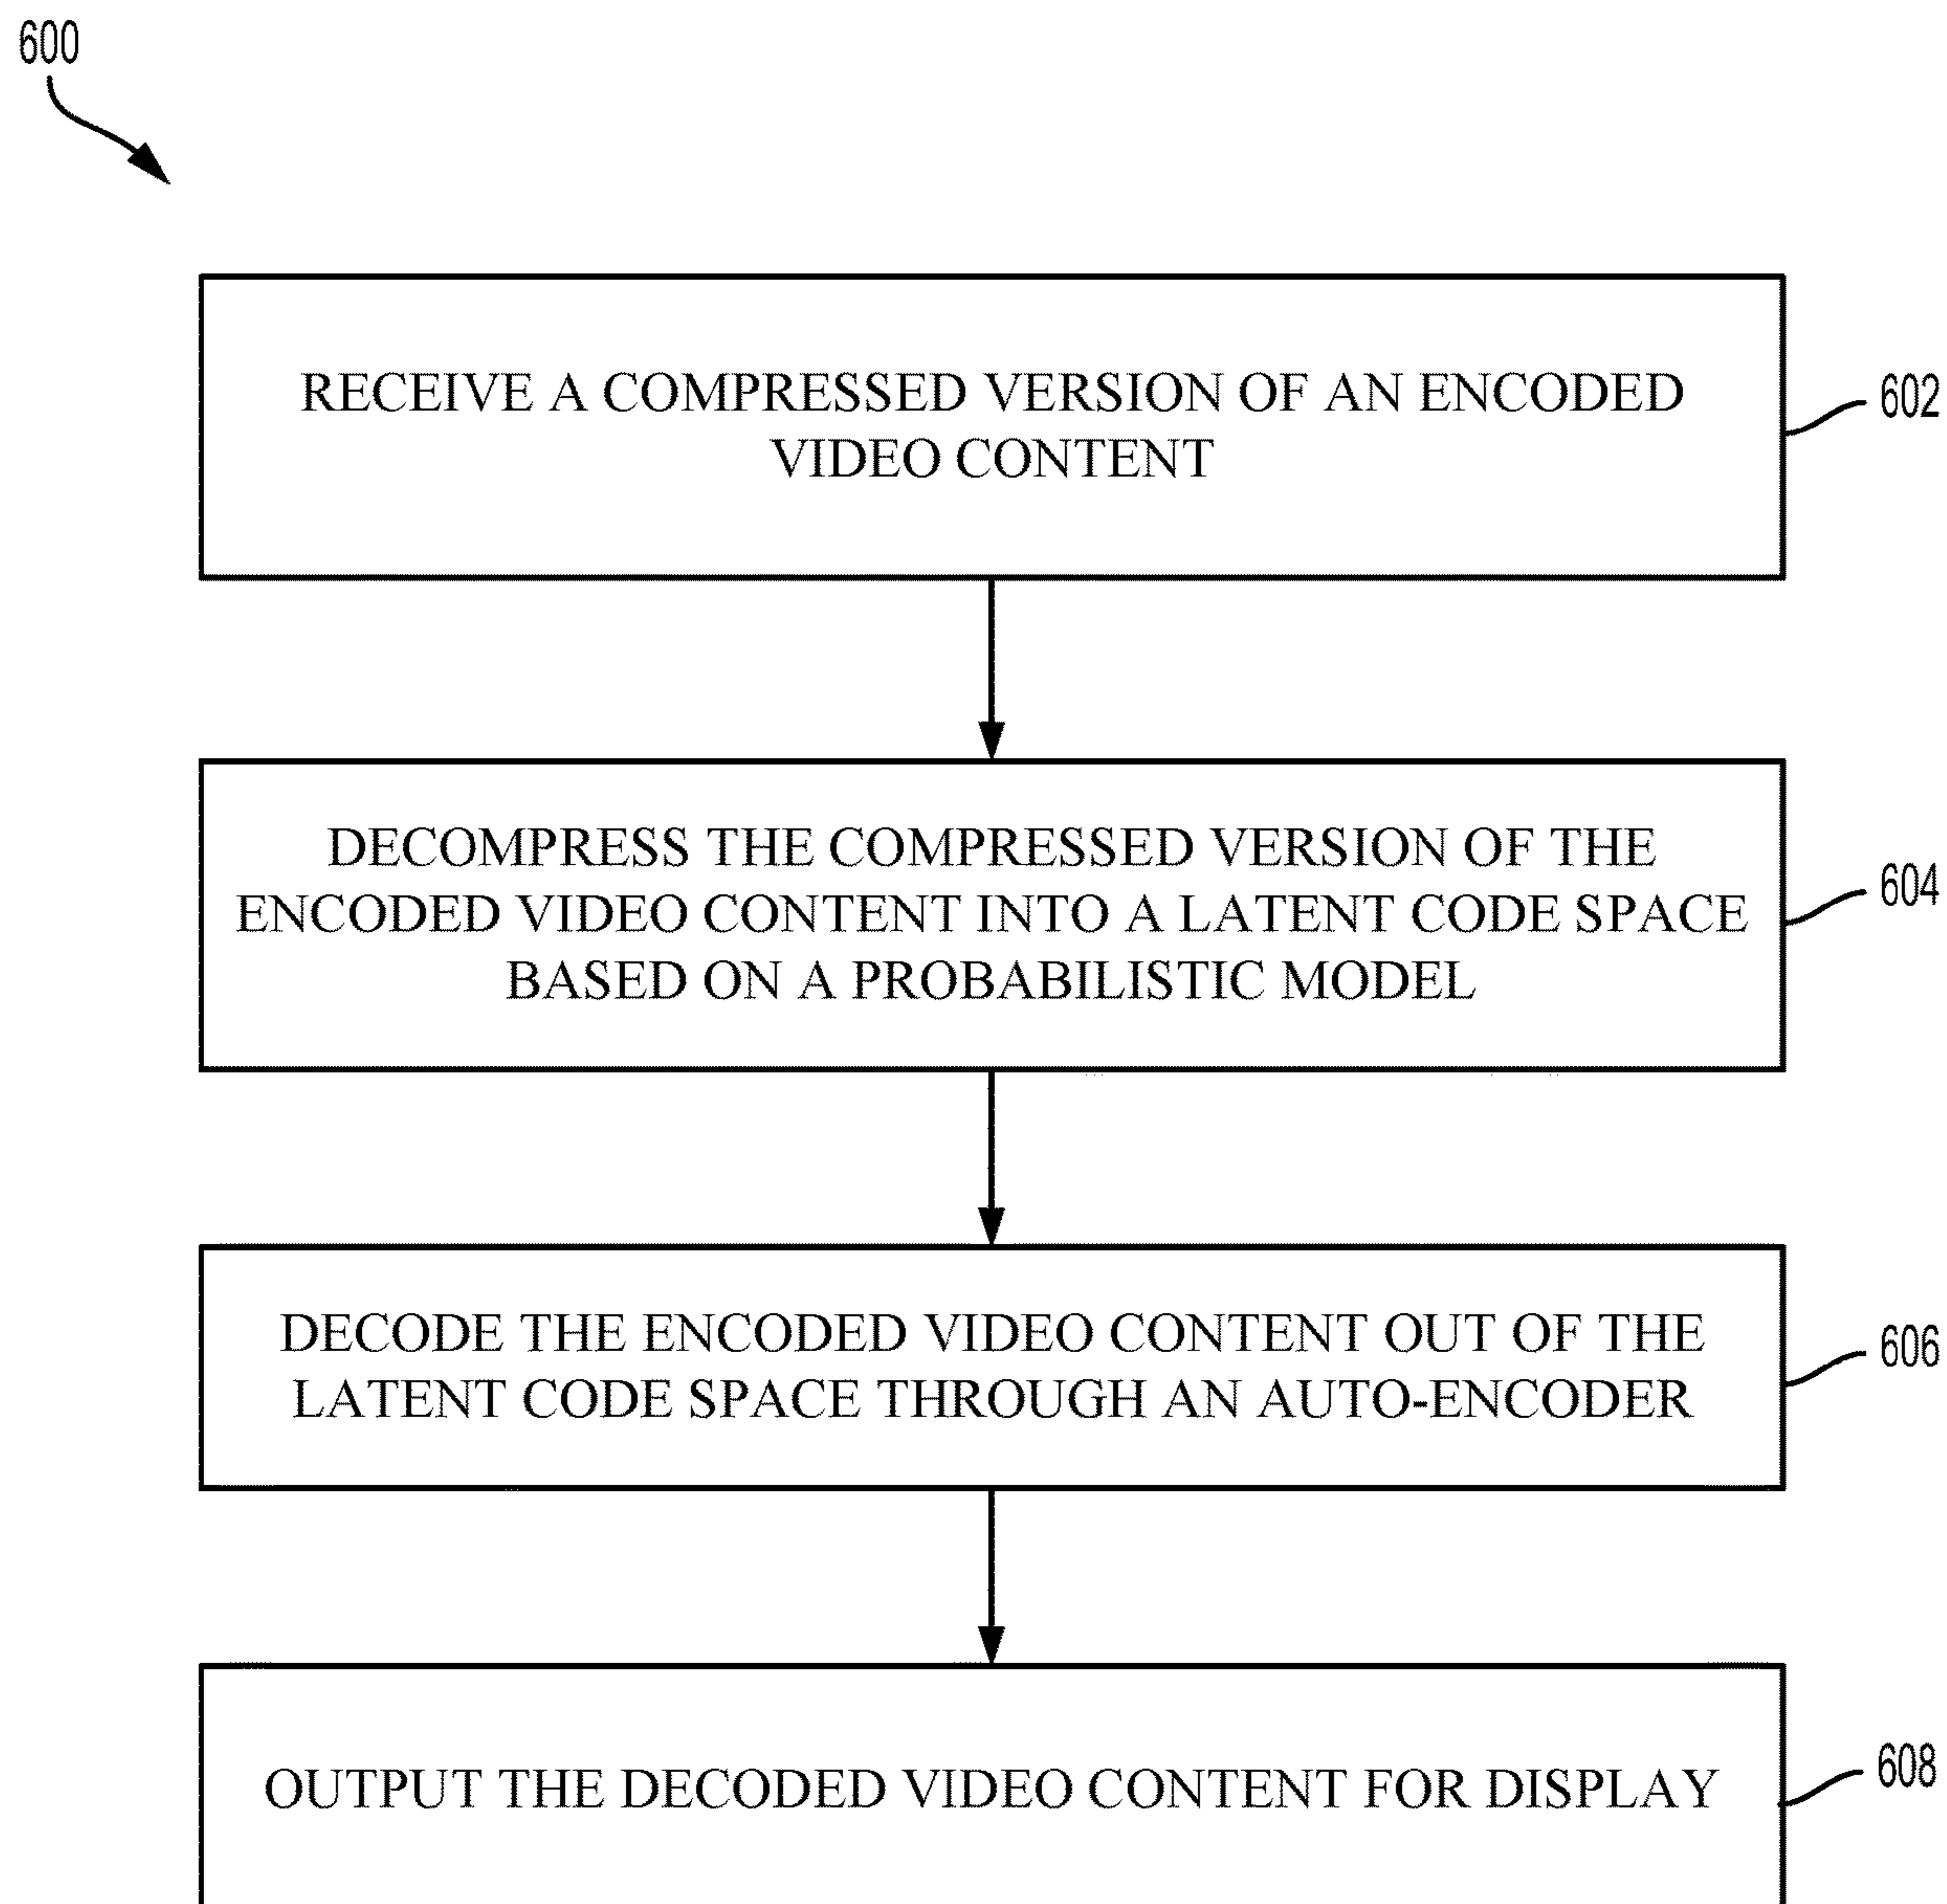 600
RECEIVE A COMPRESSED VERSION OF AN ENCODED
VIDEO CONTENT
602
DECOMPRESS THE COMPRESSED VERSION OF THE
ENCODED VIDEO CONTENT INTO A LATENT CODE SPACE
BASED ON A PROBABILISTIC MODEL
604
DECODE THE ENCODED VIDEO CONTENT OUT OF THE
LATENT CODE SPACE THROUGH AN AUTO-ENCODER
606
OUTPUT THE DECODED VIDEO CONTENT FOR DISPLAY
608